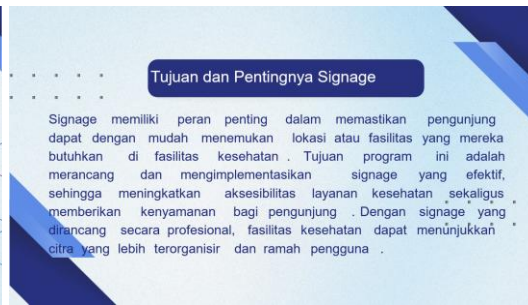 Tujuan dan Pentingnya Signage
Signage memiliki peran penting dalam memastikan pengunjung
dapat dengan mudah menemukan lokasi atau fasilitas yang mereka
butuhkan di fasilitas kesehatan . Tujuan program ini adalah
merancang dan mengimplementasikan signage yang efektif,
sehingga meningkatkan aksesibilitas layanan kesehatan sekaligus
memberikan kenyamanan bagi pengunjung . Dengan signage yang
dirancang secara profesional, fasilitas kesehatan dapat menunjukkan
citra yang lebih terorganisir dan ramah pengguna .